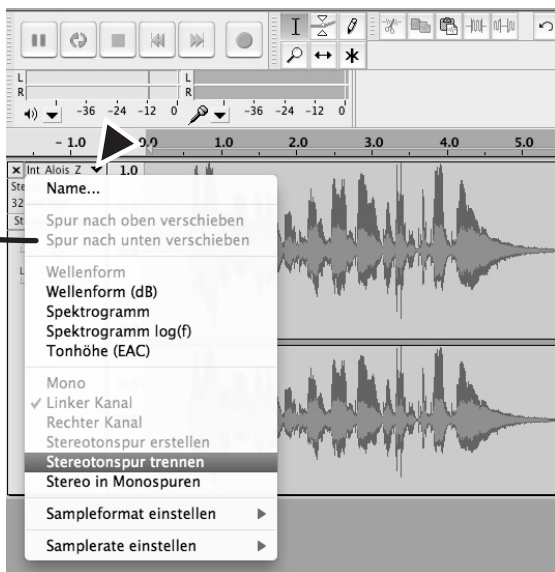 L
R
-36 -24 -12 0
L
R
-36 -24 -12 0
- 1.0 0.0 1.0 2.0 3.0 4.0 5.0
Int Alois Z 1.0
Ste
32
St
L
Name...
Spur nach oben verschieben
Spur nach unten verschieben
Wellenform
Wellenform (dB)
Spektrogramm
Spektrogramm log(f)
Tonhöhe (EAC)
Mono
✓ Linker Kanal
Rechter Kanal
Stereotonspur erstellen
Stereotonspur trennen
Stereo in Monospuren
Sampleformat einstellen
Samplerate einstellen